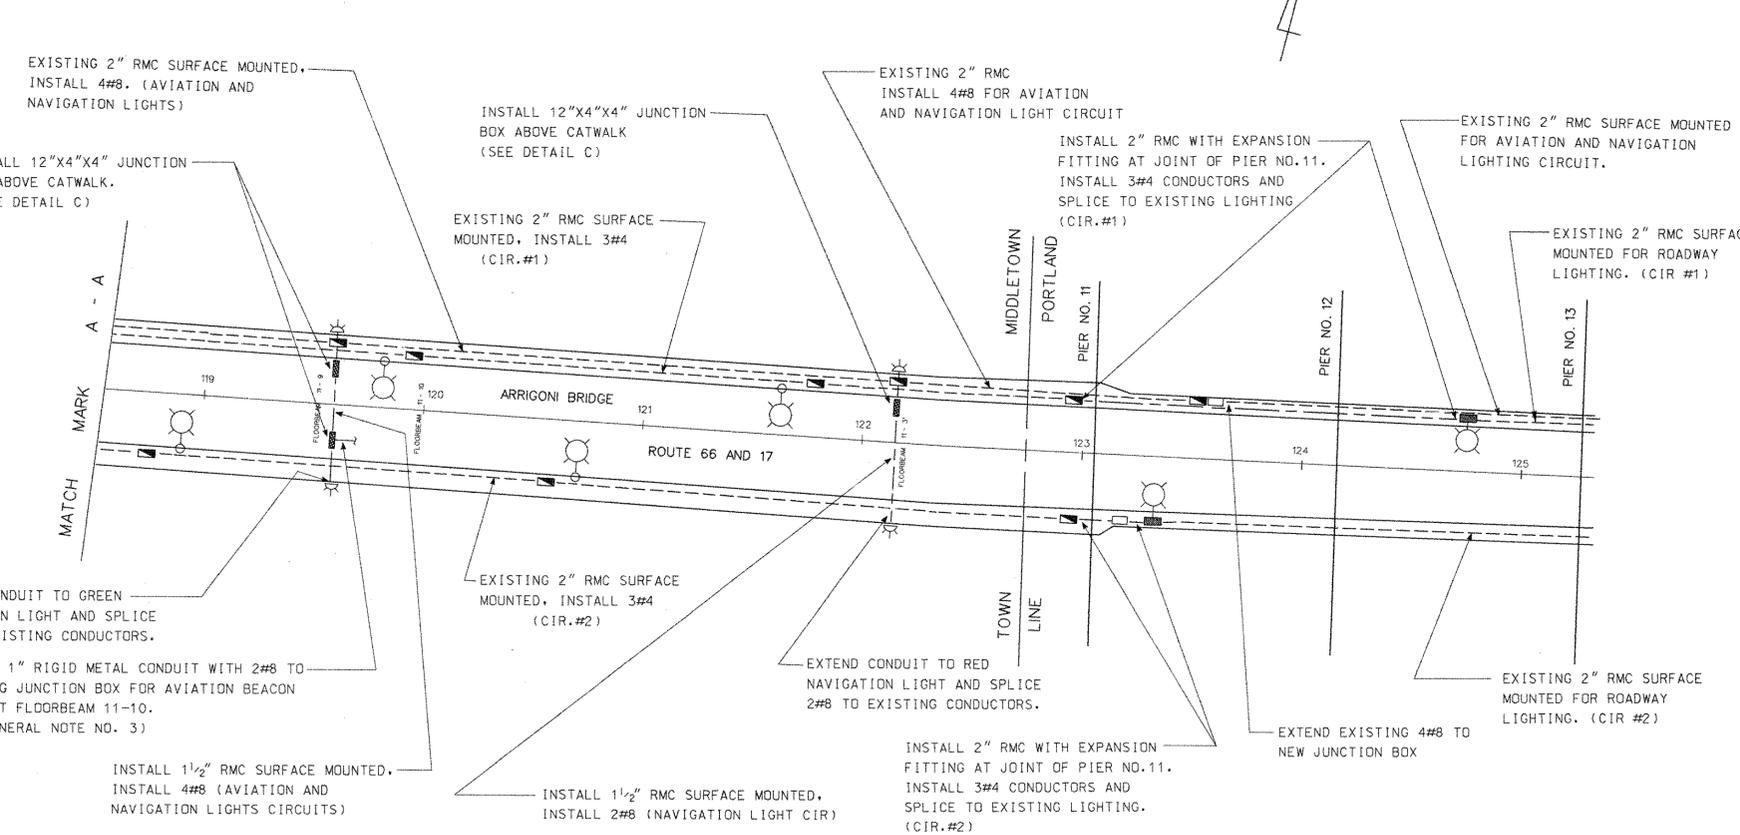 EXISTING 2" RMC SURFACE MOUNTED,
INSTALL 4#8. (AVIATION AND
NAVIGATION LIGHTS)
ALL 12"X4"X4" JUNCTION
ABOVE CATWALK.
E DETAIL C)
INSTALL 12"X4"X4" JUNCTION
BOX ABOVE CATWALK
(SEE DETAIL C)
EXISTING 2" RMC SURFACE
MOUNTED, INSTALL 3#4
(CIR.#1)
EXISTING 2" RMC
INSTALL 4#8 FOR AVIATION
AND NAVIGATION LIGHT CIRCUIT
INSTALL 2" RMC WITH EXPANSION
FITTING AT JOINT OF PIER NO.11.
INSTALL 3#4 CONDUCTORS AND
SPLICE TO EXISTING LIGHTING
(CIR.#1)
EXISTING 2" RMC SURFACE MOUNTED
FOR AVIATION AND NAVIGATION
LIGHTING CIRCUIT.
EXISTING 2" RMC SURFAC
MOUNTED FOR ROADWAY
LIGHTING. (CIR #1)
MATCH MARK A - A
MIDDLETOWN
PORTLAND
PIER NO. 11
PIER NO. 12
PIER NO. 13
119
FLOORBEAM 11 - 9
FLOORBEAM 11 - 10
120
ARRIGONI BRIDGE
121
122
FLOORBEAM 11 - 3'
123
124
125
ROUTE 66 AND 17
TOWN
LINE
NDUIT TO GREEN
N LIGHT AND SPLICE
ISTING CONDUCTORS.
1" RIGID METAL CONDUIT WITH 2#8 TO
G JUNCTION BOX FOR AVIATION BEACON
T FLOORBEAM 11-10.
NERAL NOTE NO. 3)
INSTALL 1½" RMC SURFACE MOUNTED,
INSTALL 4#8 (AVIATION AND
NAVIGATION LIGHTS CIRCUITS)
EXISTING 2" RMC SURFACE
MOUNTED, INSTALL 3#4
(CIR.#2)
INSTALL 1½" RMC SURFACE MOUNTED,
INSTALL 2#8 (NAVIGATION LIGHT CIR)
EXTEND CONDUIT TO RED
NAVIGATION LIGHT AND SPLICE
2#8 TO EXISTING CONDUCTORS.
INSTALL 2" RMC WITH EXPANSION
FITTING AT JOINT OF PIER NO.11.
INSTALL 3#4 CONDUCTORS AND
SPLICE TO EXISTING LIGHTING.
(CIR.#2)
EXTEND EXISTING 4#8 TO
NEW JUNCTION BOX
EXISTING 2" RMC SURFACE
MOUNTED FOR ROADWAY
LIGHTING. (CIR #2)